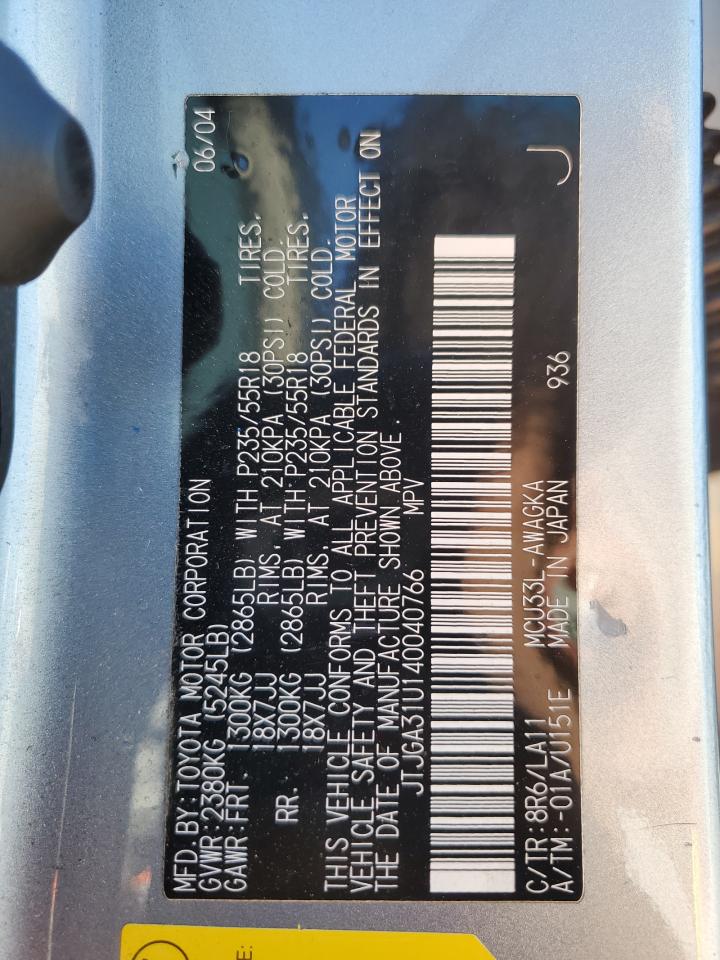 MFD.BY:TOYOTA MOTOR CORPORATION 06/04
GVWR:2380KG (5245LB)
GAWR:FRT. 1300KG (2865LB) WITH P235/55R18 TIRES,
18X7JJ RIMS, AT 210KPA (30PSI) COLD.
RR. 1300KG (2865LB) WITH P235/55R18 TIRES,
18X7JJ RIMS, AT 210KPA (30PSI) COLD.
THIS VEHICLE CONFORMS TO ALL APPLICABLE FEDERAL MOTOR
VEHICLE SAFETY AND THEFT PREVENTION STANDARDS IN EFFECT ON
THE DATE OF MANUFACTURE SHOWN ABOVE.
JTJGA31U140040766 MPV
C/TR:8R6/LA11 MCU33L-AWAGKA J
A/TM:-01A/U151E MADE IN JAPAN 936
E: